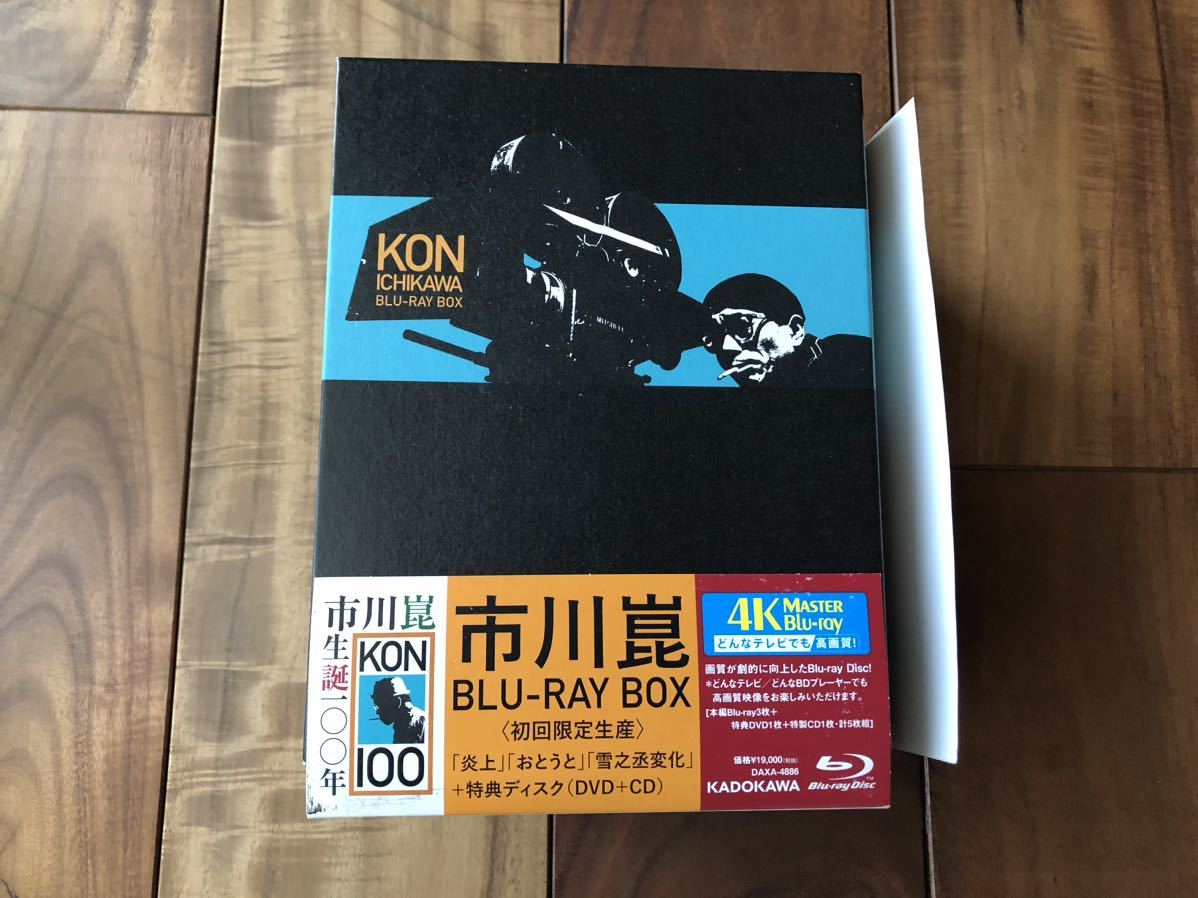 KON
ICHIKAWA
BLU-RAY BOX
市川崑
生誕一〇〇年
KON
100
市川崑
BLU-RAY BOX
〈初回限定生産〉
「炎上」「おとうと」「雪之丞変化」
+特典ディスク(DVD+CD)
4K MASTER
Blu-ray
どんなテレビでも高画質!
画質が劇的に向上したBlu-ray Disc!
*どんなテレビ/どんなBDプレーヤーでも
高画質映像をお楽しみいただけます。
[本編Blu-ray3枚+
特典DVD1枚+特製CD1枚・計5枚組]
価格¥19,000(税抜)
DAXA-4886
KADOKAWA
Blu-ray Disc™